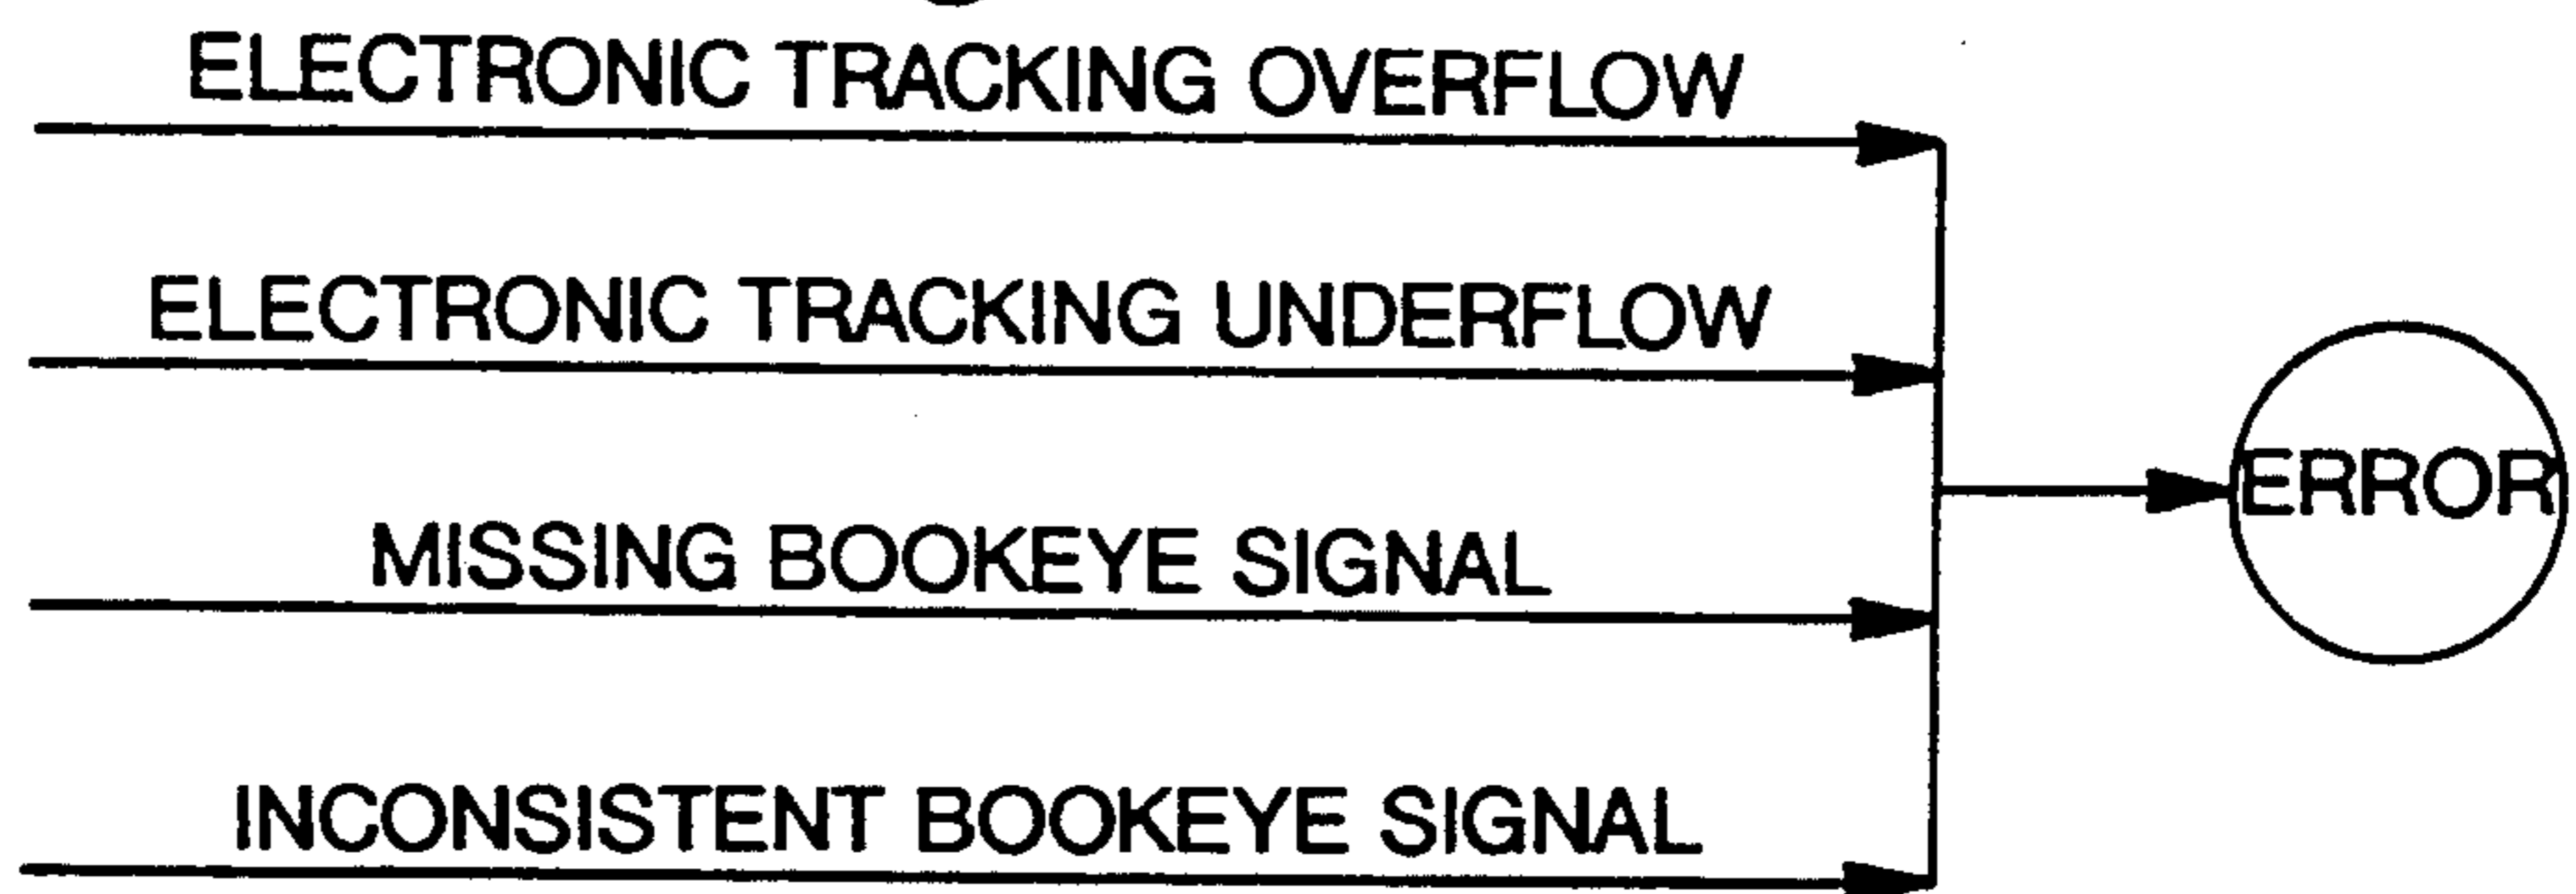 ELECTRONIC TRACKING OVERFLOW
ELECTRONIC TRACKING UNDERFLOW
ERROR
MISSING BOOKEYE SIGNAL
INCONSISTENT BOOKEYE SIGNAL